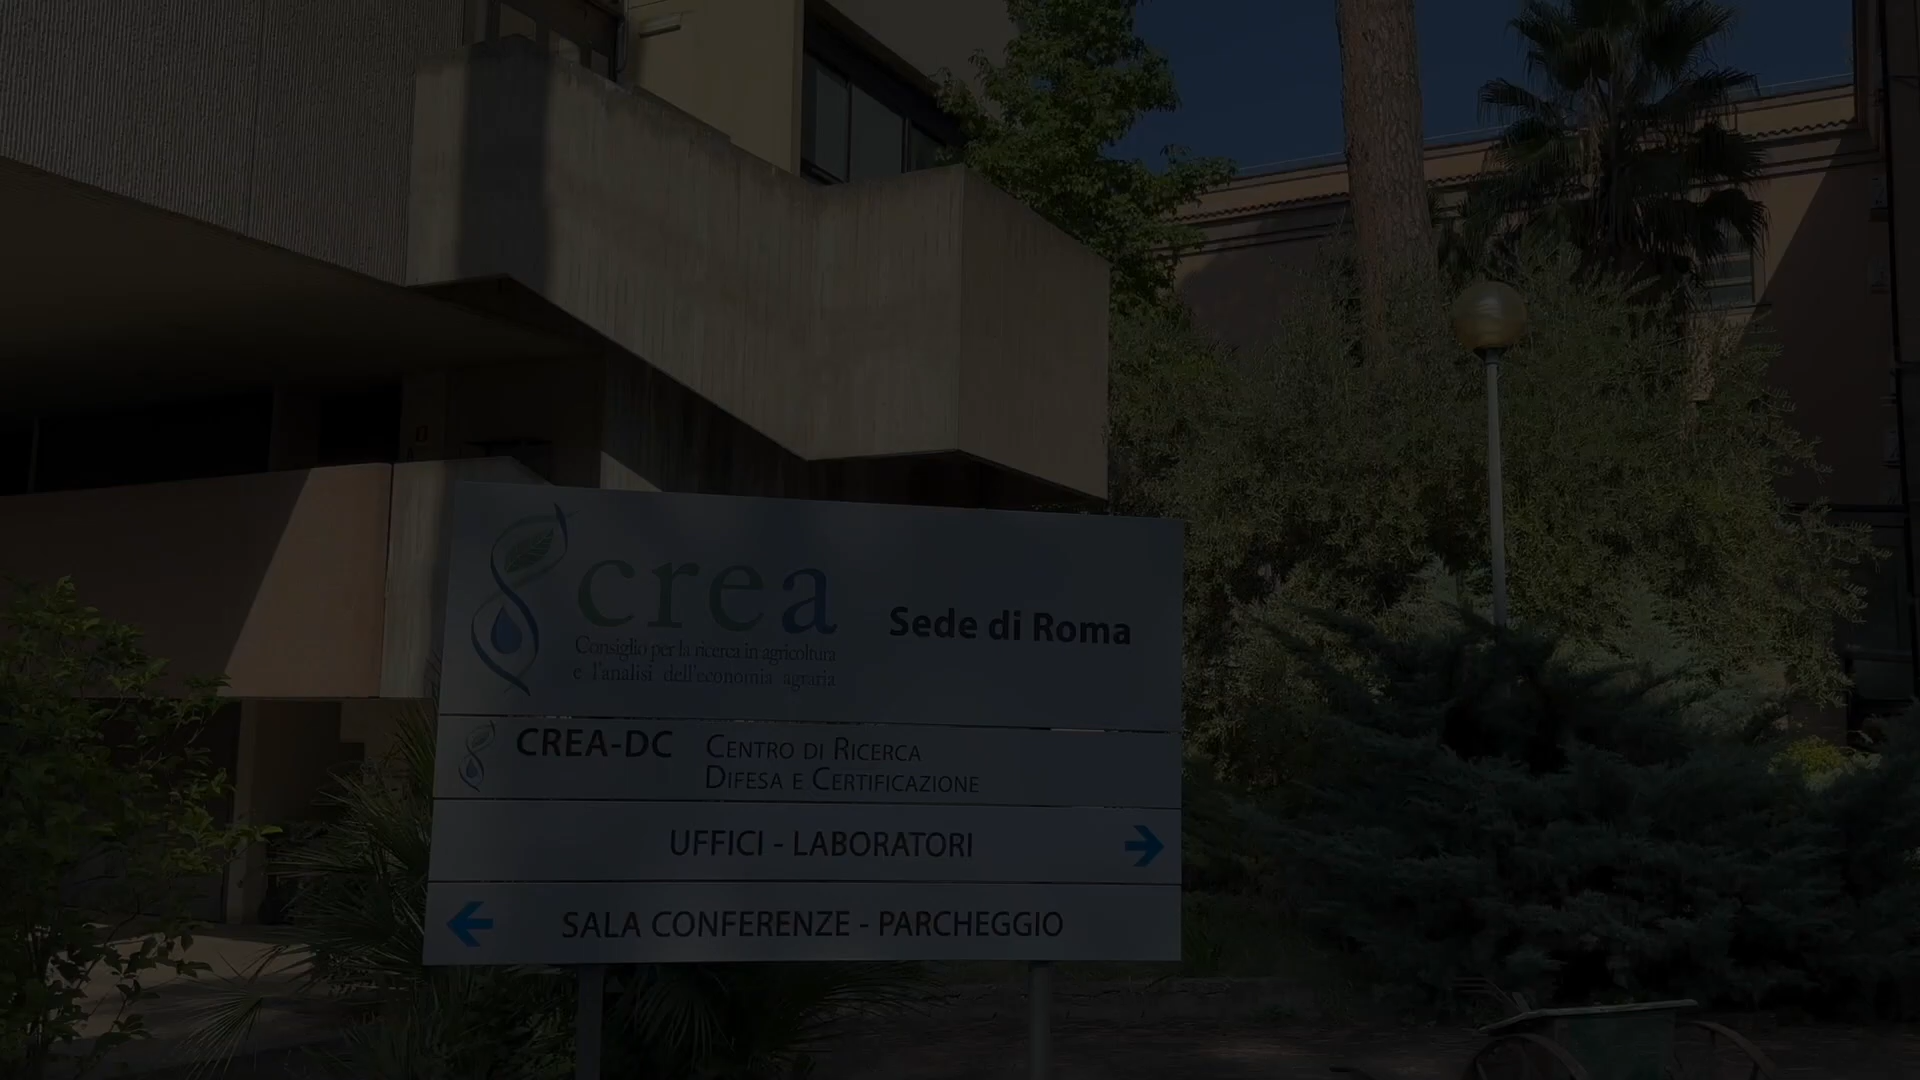 crea
Consiglio per la ricerca in agricoltura
e l'analisi dell'economia agraria
Sede di Roma
CREA-DC
CENTRO DI RICERCA
DIFESA E CERTIFICAZIONE
UFFICI - LABORATORI
SALA CONFERENZE - PARCHEGGIO